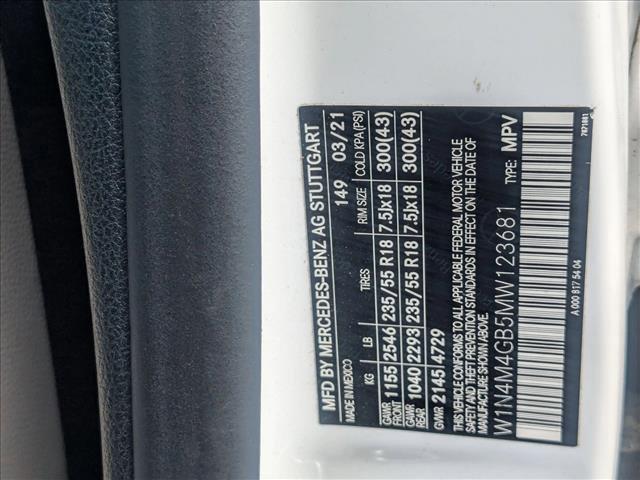 MFD BY MERCEDES-BENZ AG STUTTGART
MADE IN MEXICO 149 03/21
KG LB TIRES RIM SIZE COLD KPA(PSI)
GAWR FRONT 1155 2546 235/55 R18 7.5Jx18 300(43)
GAWR REAR 1040 2293 235/55 R18 7.5Jx18 300(43)
GVWR 2145 4729
THIS VEHICLE CONFORMS TO ALL APPLICABLE FEDERAL MOTOR VEHICLE
SAFETY AND THEFT PREVENTION STANDARDS IN EFFECT ON THE DATE OF
MANUFACTURE SHOWN ABOVE.
W1N4M4GB5MW123681 TYPE: MPV
A 000 817 54 04